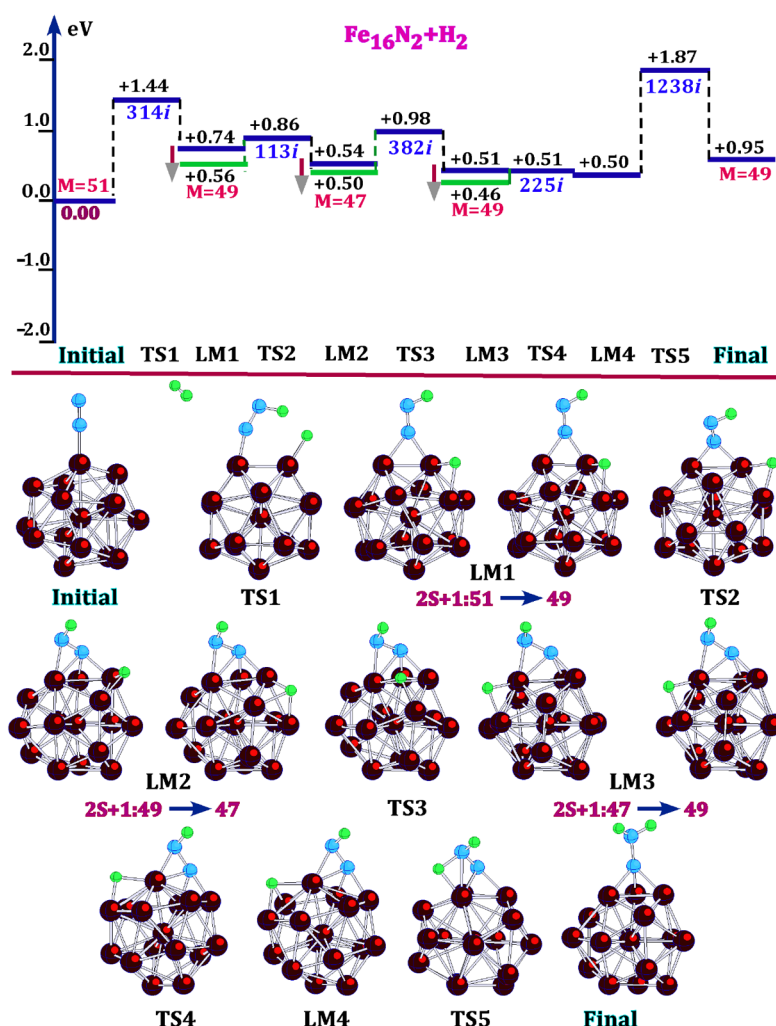 eV
Fe₁₆N₂+H₂
2.0
+1.87
1238i
+1.44
314i
1.0
+0.98
382i
+0.95
M=49
+0.86
113i
+0.74
+0.56
M=49
+0.54
+0.50
M=47
+0.51
+0.46
M=49
+0.51
225i
+0.50
M=51
0.0
0.00
−1.0
−2.0
Initial TS1 LM1 TS2 LM2 TS3 LM3 TS4 LM4 TS5 Final
Initial TS1 LM1 TS2
2S+1:51 49
LM2 TS3 LM3
2S+1:49 47 2S+1:47 49
TS4 LM4 TS5 Final